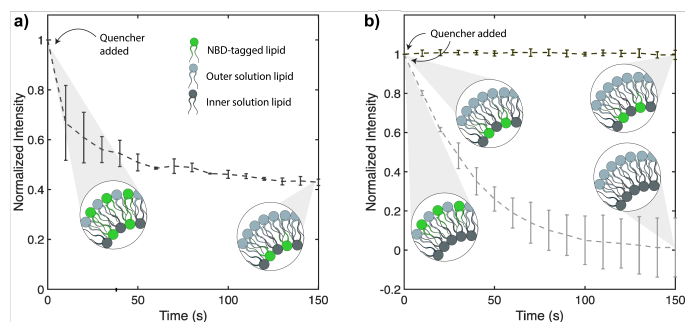 a)
Quencher
added
NBD-tagged lipid
Outer solution lipid
Inner solution lipid
Normalized Intensity
1
0.8
0.6
0.4
0.2
0
0
50
100
150
Time (s)
b)
Quencher
added
Normalized Intensity
1.2
1
0.8
0.6
0.4
0.2
0
-0.2
0
50
100
150
Time (s)